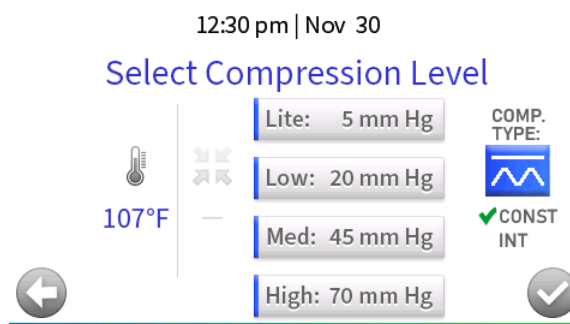 12:30 pm | Nov 30
Select Compression Level
Lite: 5 mm Hg
Low: 20 mm Hg
Med: 45 mm Hg
High: 70 mm Hg
107°F
—
COMP.
TYPE:
CONST
INT